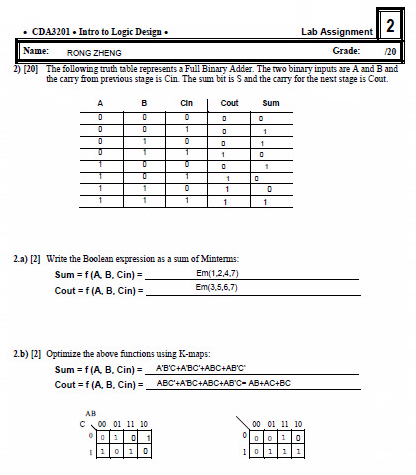 • CDA3201 • Intro to Logic Design •
Lab Assignment 2
Name: RONG ZHENG Grade: /20
2) [20] The following truth table represents a Full Binary Adder. The two binary inputs are A and B and
the carry from previous stage is Cin. The sum bit is S and the carry for the next stage is Cout.
A B Cin Cout Sum
0 0 0 0 0
0 0 1 0 1
0 1 0 0 1
0 1 1 1 0
1 0 0 0 1
1 0 1 1 0
1 1 0 1 0
1 1 1 1 1
2.a) [2] Write the Boolean expression as a sum of Minterms:
Sum = f (A, B, Cin) = Em(1,2,4,7)
Cout = f (A, B, Cin) = Em(3,5,6,7)
2.b) [2] Optimize the above functions using K-maps:
Sum = f (A, B, Cin) = A'B'C+A'BC'+ABC+AB'C'
Cout = f (A, B, Cin) = ABC'+A'BC+ABC+AB'C= AB+AC+BC
AB
C 00 01 11 10
0 0 1 0 1
1 1 0 1 0
00 01 11 10
0 0 0 1 0
1 0 1 1 1